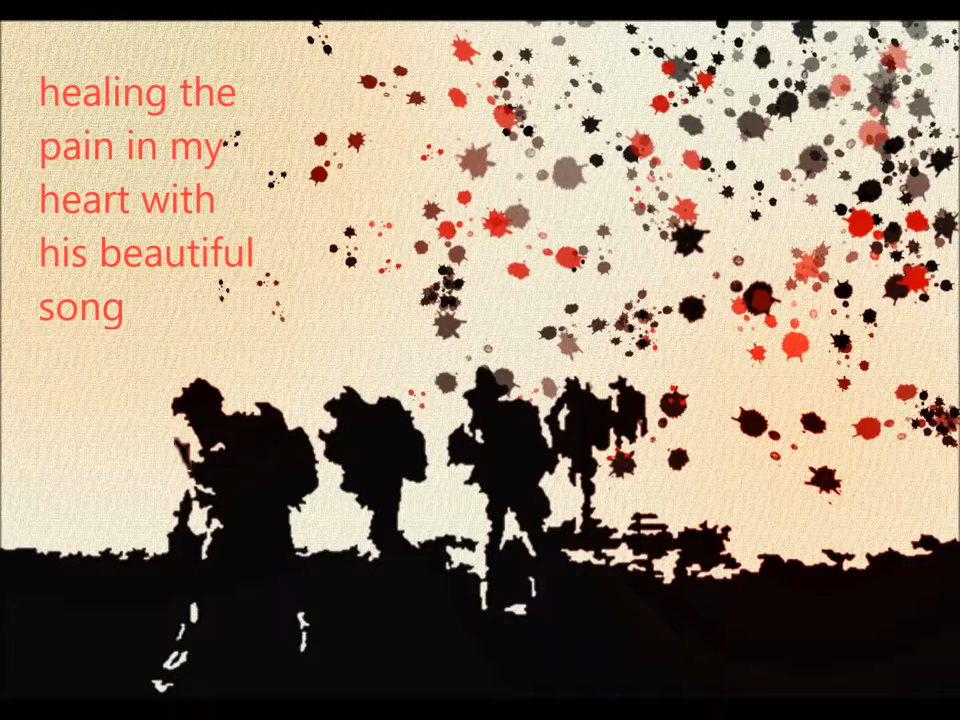 healing the
pain in my
heart with
his beautiful
song